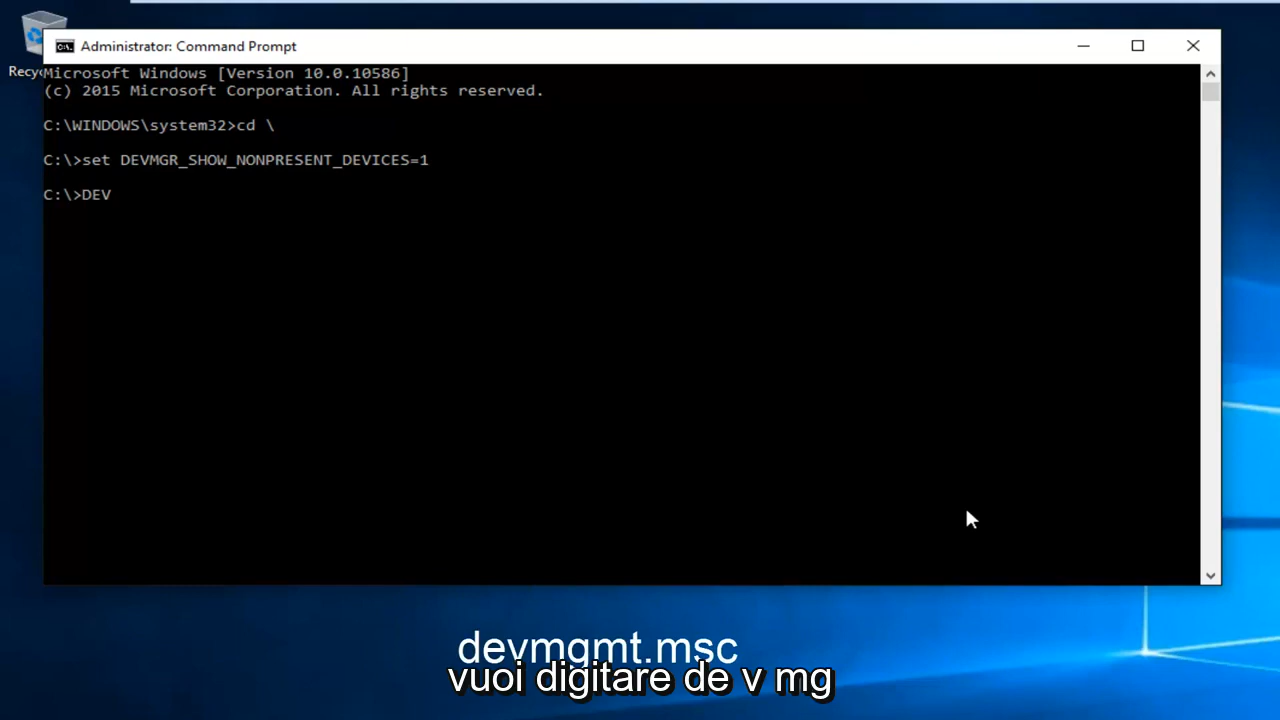 Administrator: Command Prompt
Recyc
Microsoft Windows [Version 10.0.10586]
(c) 2015 Microsoft Corporation. All rights reserved.
C:\WINDOWS\system32>cd \
C:\>set DEVMGR_SHOW_NONPRESENT_DEVICES=1
C:\>DEV
devmgmt.msc
vuoi digitare de v mg